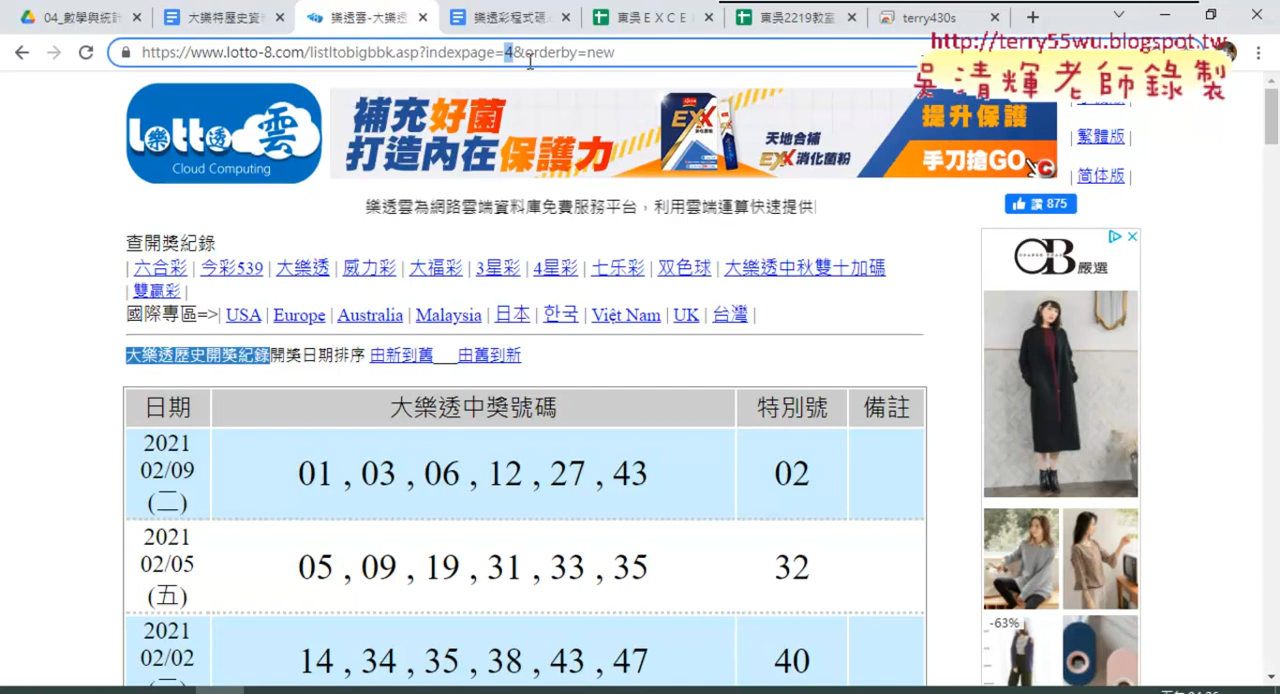 04_數學與統計
大樂特歷史資料
樂透雲-大樂透
樂透彩程式碼.
東吳ＥＸＣＥ
東吳2219教室
terry430s
https://www.lotto-8.com/listltobigbbk.asp?indexpage=4&orderby=new
http://terry55wu.blogspot.tw
吳清輝老師錄製
樂透雲
Lotto
Cloud Computing
補充好菌
打造內在保護力
EXX
天地合補
EXX 消化菌粉
提升保護
手刀搶GO
繁體版
简体版
樂透雲為網路雲端資料庫免費服務平台，利用雲端運算快速提供
讚 875
查開獎紀錄
| 六合彩 | 今彩539 | 大樂透 | 威力彩 | 大福彩 | 3星彩 | 4星彩 | 七乐彩 | 双色球 | 大樂透中秋雙十加碼
| 雙贏彩 |
國際專區=>| USA | Europe | Australia | Malaysia | 日本 | 한국 | Việt Nam | UK | 台灣 |
大樂透歷史開獎紀錄開獎日期排序 由新到舊___由舊到新
日期 大樂透中獎號碼 特別號 備註
2021
02/09
(二)
01 , 03 , 06 , 12 , 27 , 43 02
2021
02/05
(五)
05 , 09 , 19 , 31 , 33 , 35 32
2021
02/02
14 , 34 , 35 , 38 , 43 , 47 40
OB嚴選
-63%